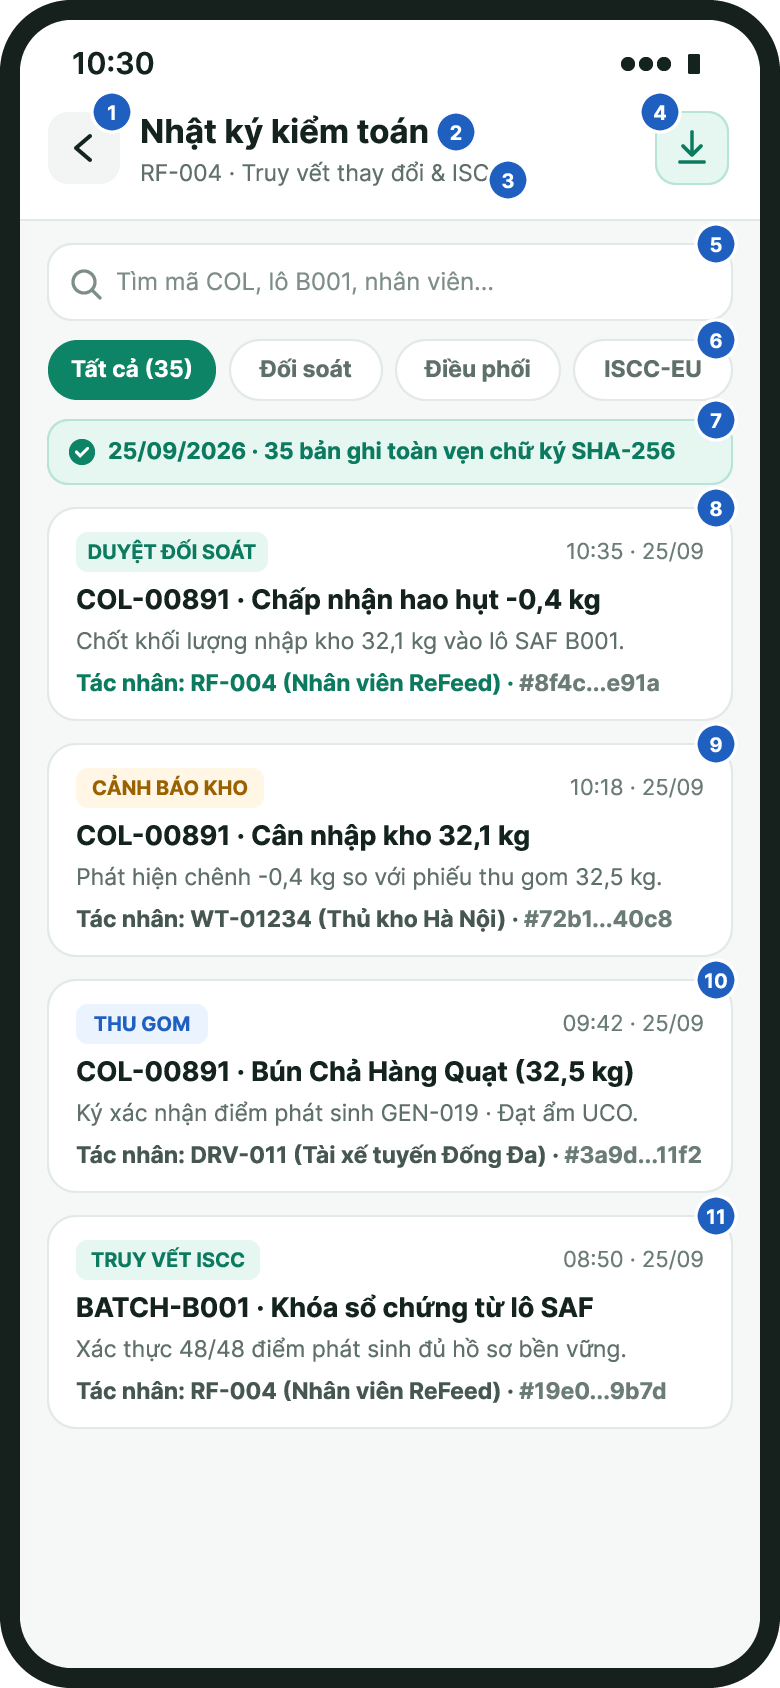 10:30
1
Nhật ký kiểm toán 2
RF-004 · Truy vết thay đổi & ISC 3
4
5
Tìm mã COL, lô B001, nhân viên...
6
Tất cả (35) Đối soát Điều phối ISCC-EU
7
25/09/2026 · 35 bản ghi toàn vẹn chữ ký SHA-256
8
DUYỆT ĐỐI SOÁT 10:35 · 25/09
COL-00891 · Chấp nhận hao hụt -0,4 kg
Chốt khối lượng nhập kho 32,1 kg vào lô SAF B001.
Tác nhân: RF-004 (Nhân viên ReFeed) · #8f4c...e91a
9
CẢNH BÁO KHO 10:18 · 25/09
COL-00891 · Cân nhập kho 32,1 kg
Phát hiện chênh -0,4 kg so với phiếu thu gom 32,5 kg.
Tác nhân: WT-01234 (Thủ kho Hà Nội) · #72b1...40c8
10
THU GOM 09:42 · 25/09
COL-00891 · Bún Chả Hàng Quạt (32,5 kg)
Ký xác nhận điểm phát sinh GEN-019 · Đạt ẩm UCO.
Tác nhân: DRV-011 (Tài xế tuyến Đống Đa) · #3a9d...11f2
11
TRUY VẾT ISCC 08:50 · 25/09
BATCH-B001 · Khóa sổ chứng từ lô SAF
Xác thực 48/48 điểm phát sinh đủ hồ sơ bền vững.
Tác nhân: RF-004 (Nhân viên ReFeed) · #19e0...9b7d